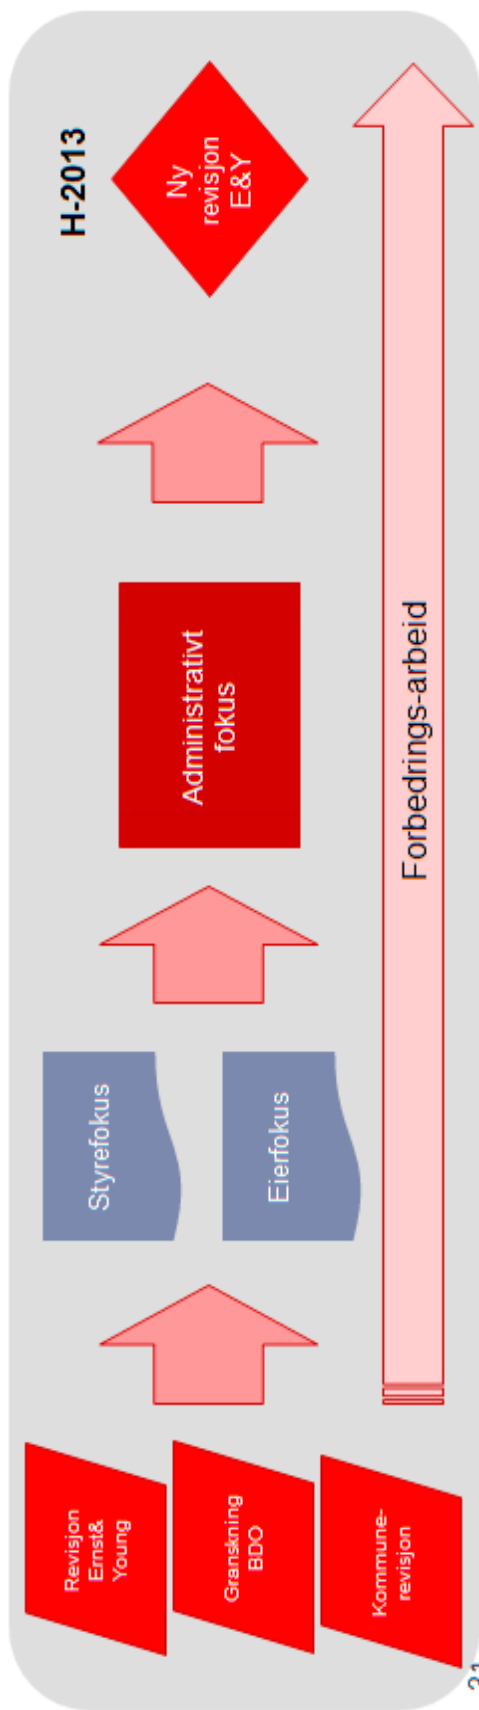 Revisjon
Ernst&
Young
Granskning
BDO
Kommune-
revisjon
Styrefokus
Eierfokus
Administrativt
fokus
H-2013
Ny
revisjon
E&Y
Forbedrings-arbeid